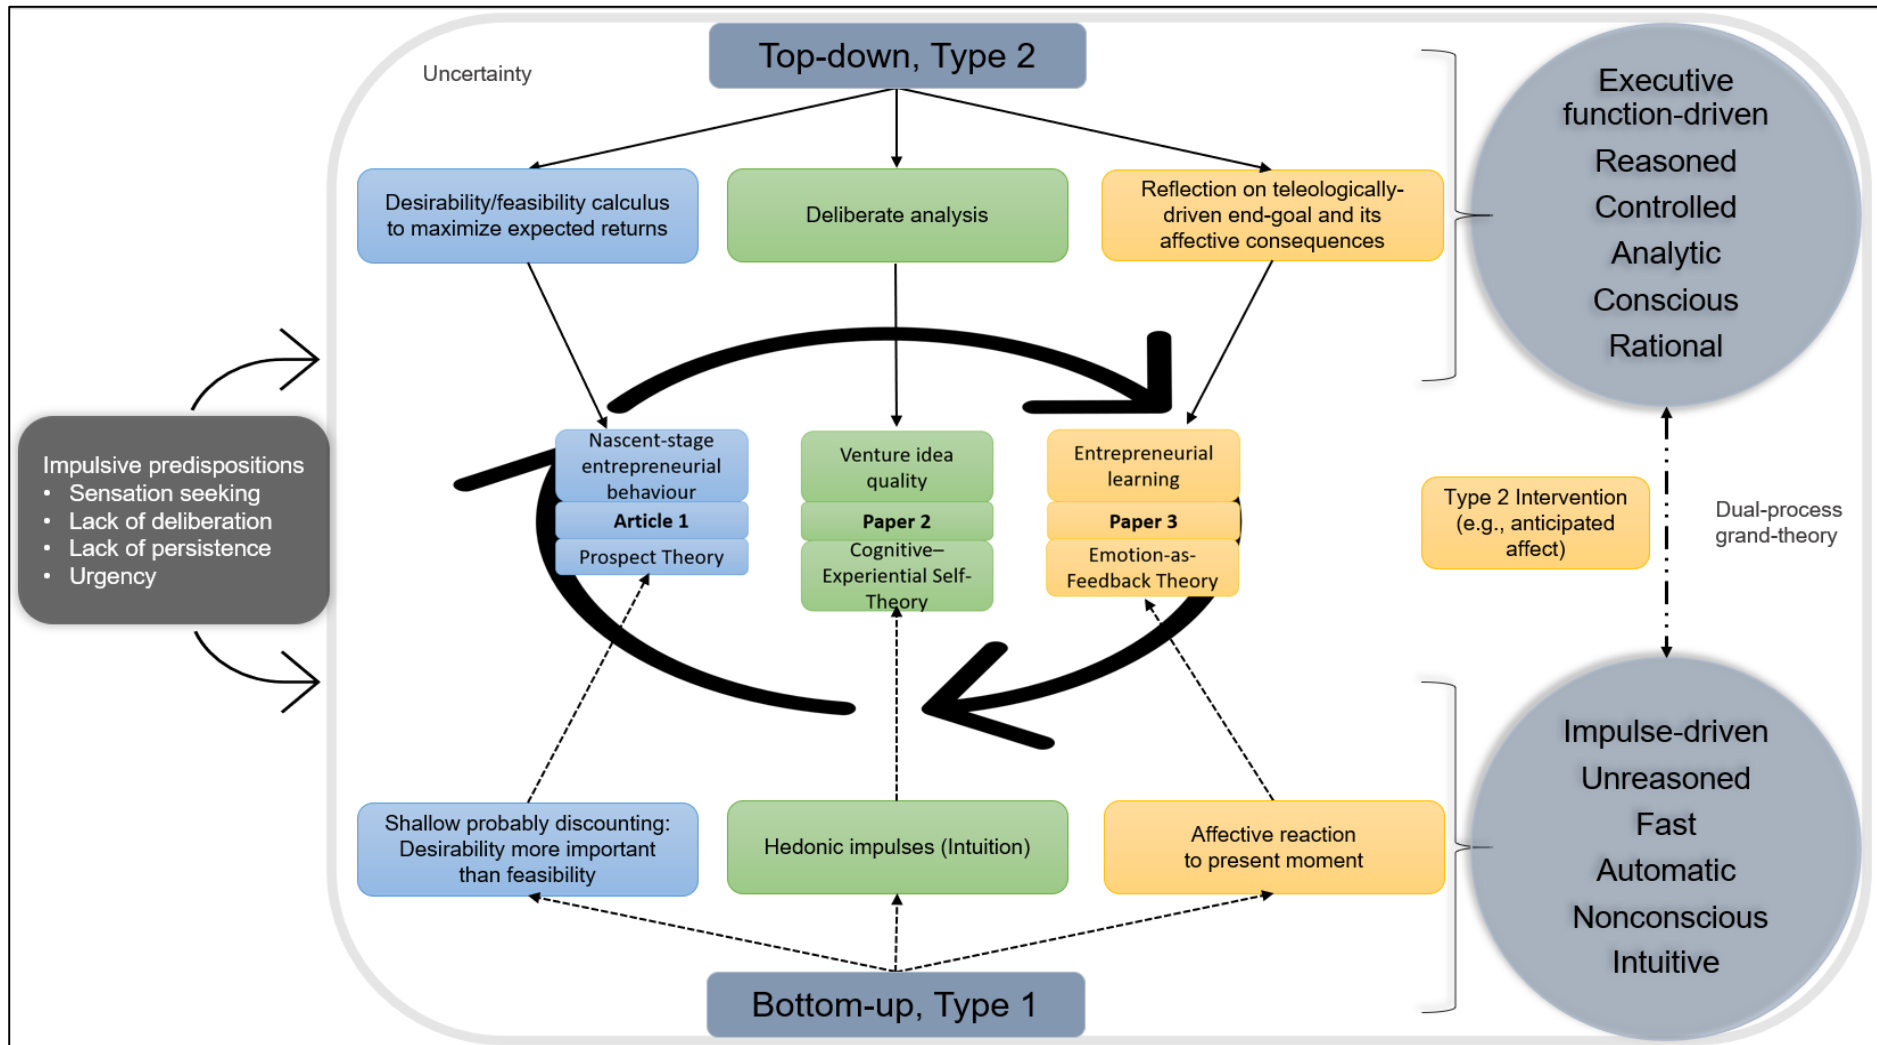 Top-down, Type 2
Uncertainty
Desirability/feasibility calculus
to maximize expected returns
Deliberate analysis
Reflection on teleologically-
driven end-goal and its
affective consequences
Executive
function-driven
Reasoned
Controlled
Analytic
Conscious
Rational
Impulsive predispositions
• Sensation seeking
• Lack of deliberation
• Lack of persistence
• Urgency
Nascent-stage
entrepreneurial
behaviour
Article 1
Prospect Theory
Venture idea
quality
Paper 2
Cognitive–
Experiential Self-
Theory
Entrepreneurial
learning
Paper 3
Emotion-as-
Feedback Theory
Type 2 Intervention
(e.g., anticipated
affect)
Dual-process
grand-theory
Shallow probably discounting:
Desirability more important
than feasibility
Hedonic impulses (Intuition)
Affective reaction
to present moment
Impulse-driven
Unreasoned
Fast
Automatic
Nonconscious
Intuitive
Bottom-up, Type 1